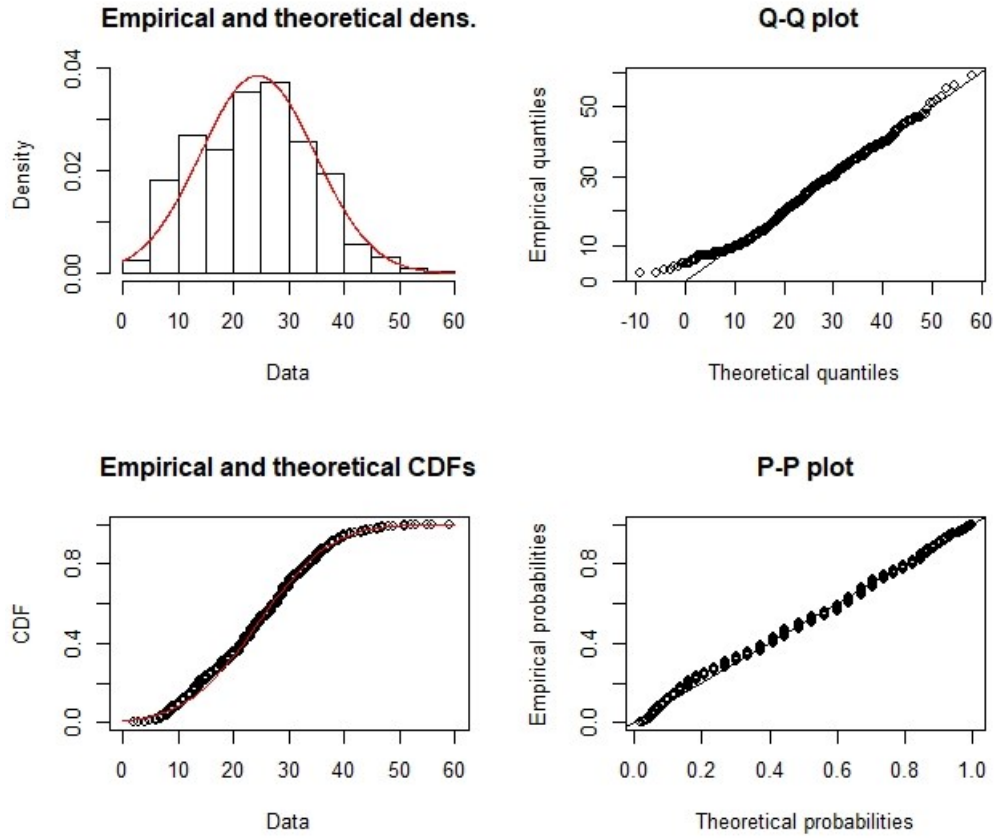 Empirical and theoretical dens.
Density
0.00 0.02 0.04
0 10 20 30 40 50 60
Data
Q-Q plot
Empirical quantiles
0 10 30 50
-10 0 10 20 30 40 50 60
Theoretical quantiles
Empirical and theoretical CDFs
CDF
0.0 0.4 0.8
0 10 20 30 40 50 60
Data
P-P plot
Empirical probabilities
0.0 0.4 0.8
0.0 0.2 0.4 0.6 0.8 1.0
Theoretical probabilities